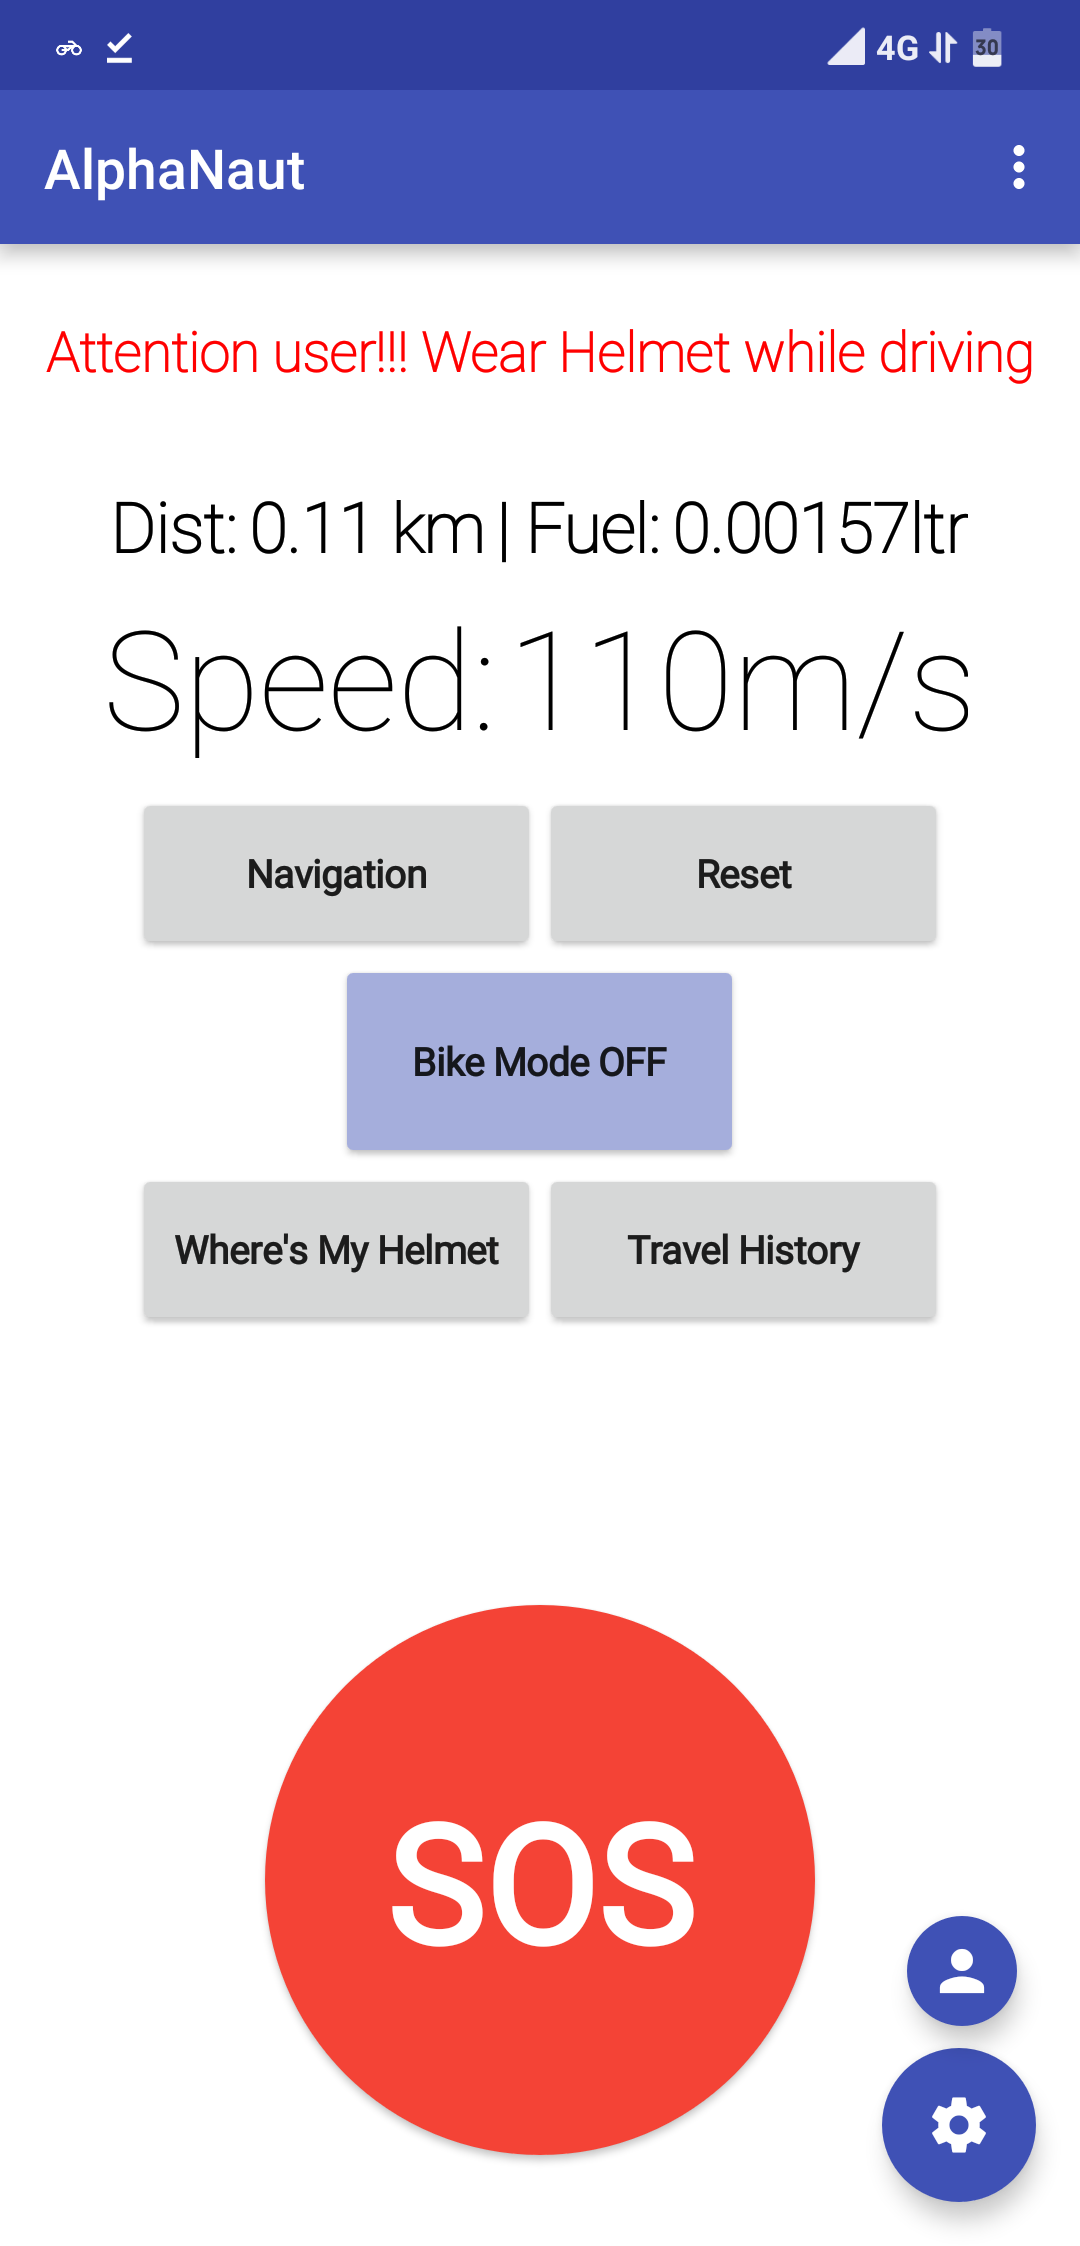 4G 30
AlphaNaut
Attention user!!! Wear Helmet while driving
Dist: 0.11 km | Fuel: 0.00157ltr
Speed: 110m/s
Navigation Reset
Bike Mode OFF
Where's My Helmet Travel History
SOS